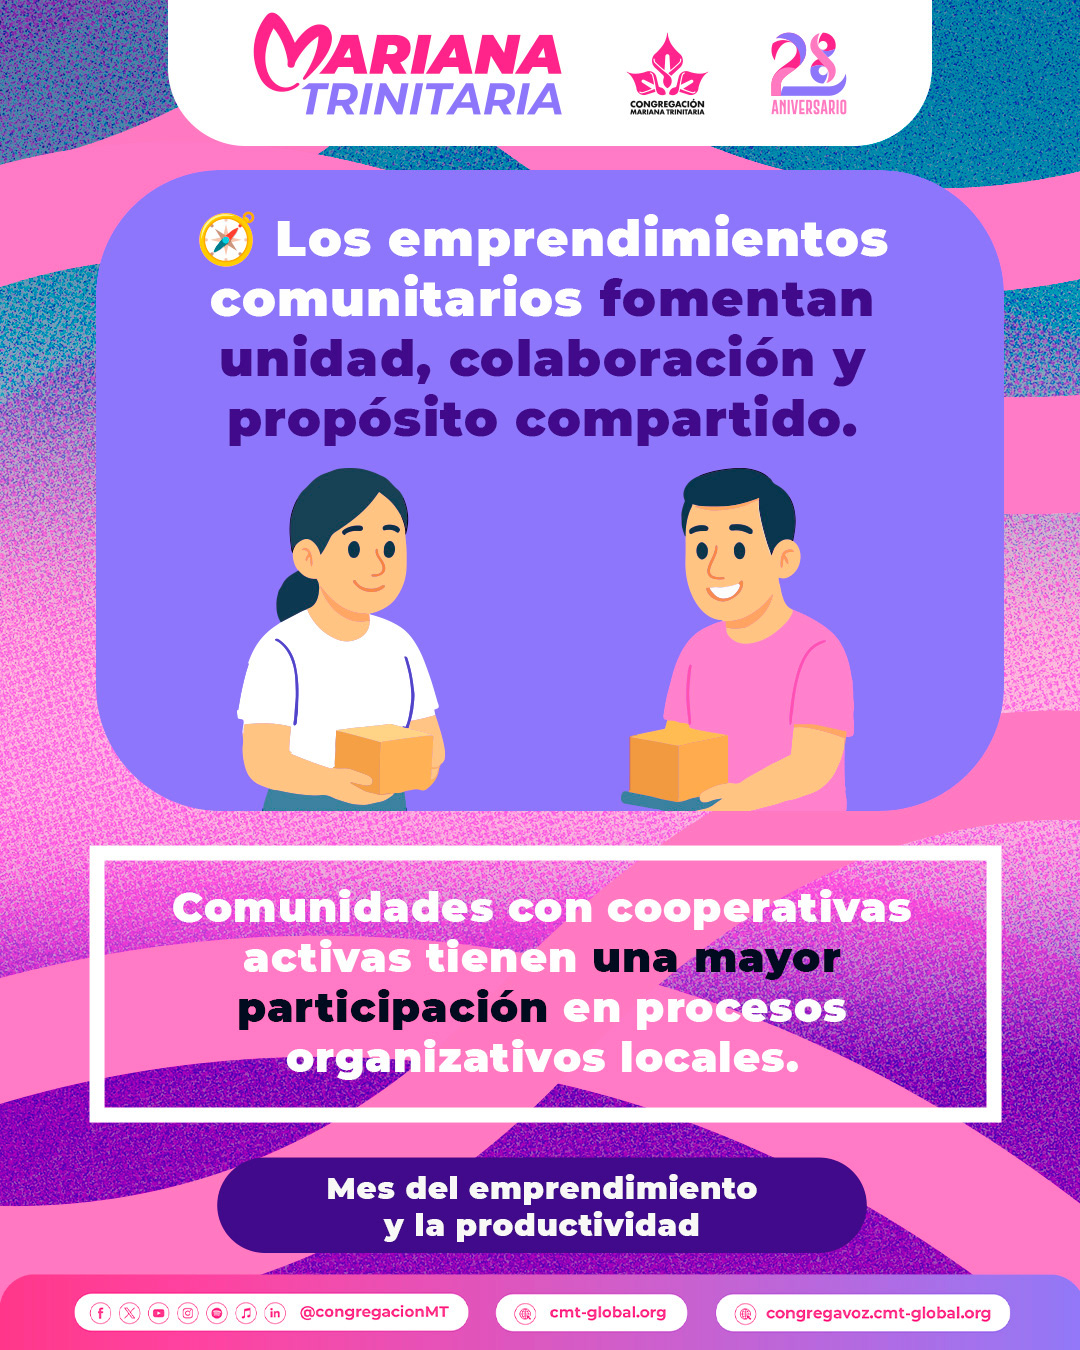 MARIANA
TRINITARIA
CONGREGACIÓN
MARIANA TRINITARIA
28
ANIVERSARIO
Los emprendimientos
comunitarios fomentan
unidad, colaboración y
propósito compartido.
Comunidades con cooperativas
activas tienen una mayor
participación en procesos
organizativos locales.
Mes del emprendimiento
y la productividad
@congregacionMT
cmt-global.org
congregavoz.cmt-global.org